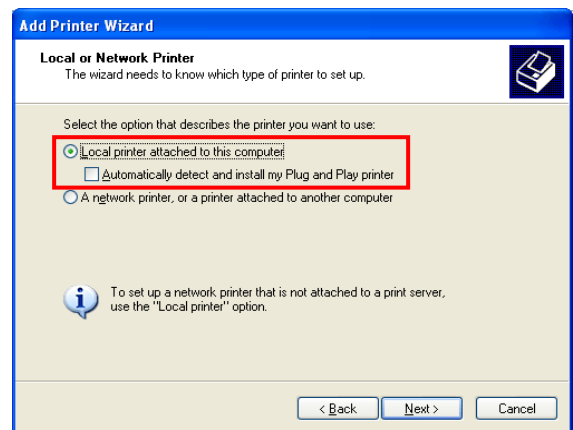 Add Printer Wizard
Local or Network Printer
The wizard needs to know which type of printer to set up.
Select the option that describes the printer you want to use:
Local printer attached to this computer
Automatically detect and install my Plug and Play printer
A network printer, or a printer attached to another computer
To set up a network printer that is not attached to a print server,
use the "Local printer" option.
< Back Next > Cancel